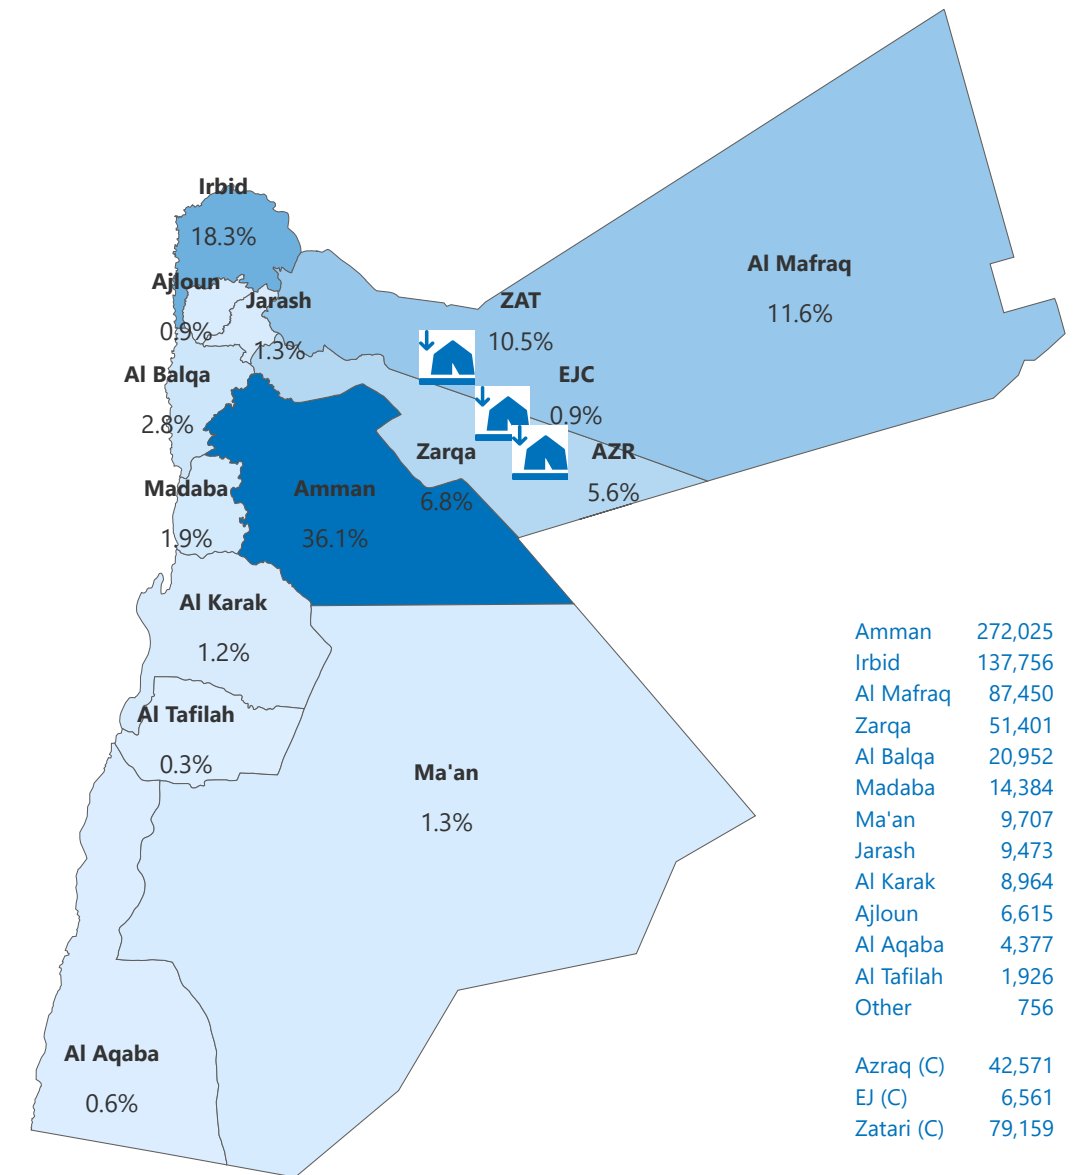 Irbid
18.3%
Ajloun
0.9%
Jarash
1.3%
ZAT
10.5%
Al Mafraq
11.6%
EJC
0.9%
Al Balqa
2.8%
Zarqa
6.8%
AZR
5.6%
Madaba
1.9%
Amman
36.1%
Al Karak
1.2%
Al Tafilah
0.3%
Ma'an
1.3%
Al Aqaba
0.6%
Amman 272,025
Irbid 137,756
Al Mafraq 87,450
Zarqa 51,401
Al Balqa 20,952
Madaba 14,384
Ma'an 9,707
Jarash 9,473
Al Karak 8,964
Ajloun 6,615
Al Aqaba 4,377
Al Tafilah 1,926
Other 756
Azraq (C) 42,571
EJ (C) 6,561
Zatari (C) 79,159